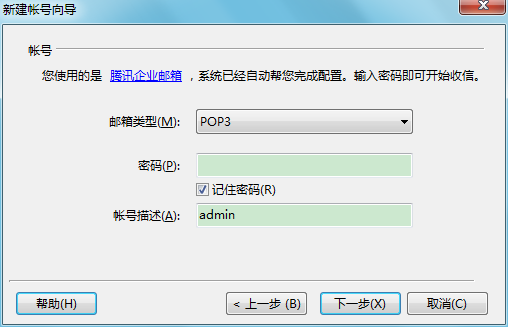 新建帐号向导
帐号
您使用的是 腾讯企业邮箱 ，系统已经自动帮您完成配置。输入密码即可开始收信。
邮箱类型(M): POP3
密码(P):
记住密码(R)
帐号描述(A): admin
帮助(H) < 上一步 (B) 下一步(X) 取消(C)